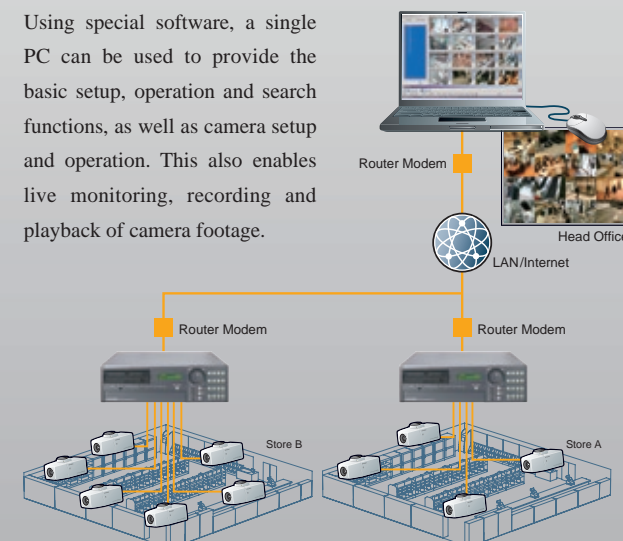 Using special software, a single
PC can be used to provide the
basic setup, operation and search
functions, as well as camera setup
and operation. This also enables
live monitoring, recording and
playback of camera footage.
Router Modem
Head Office
LAN/Internet
Router Modem
Router Modem
Store B
Store A